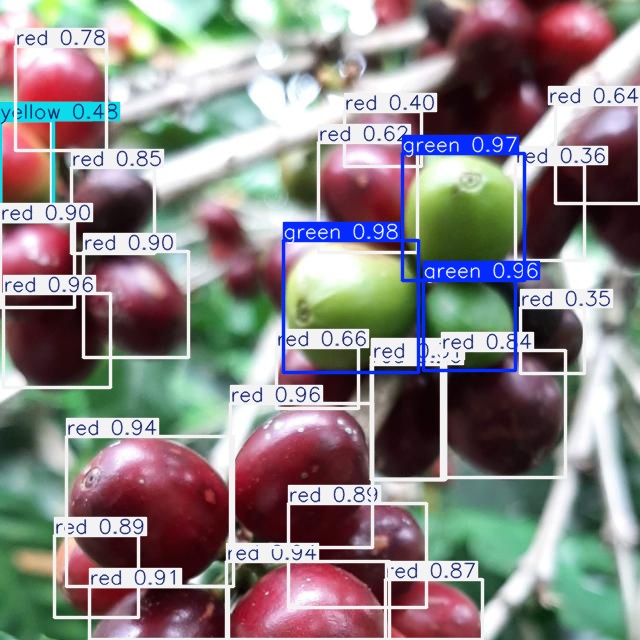 red 0.78
red 0.64
red 0.40
yellow 0.48
red 0.62
green 0.97
red 0.85
red 0.36
red 0.90
green 0.98
red 0.90
green 0.96
red 0.96
red 0.35
red 0.66
red 0.84
red
red 0.96
red 0.94
red 0.89
red 0.89
red 0.94
red 0.91
red 0.87